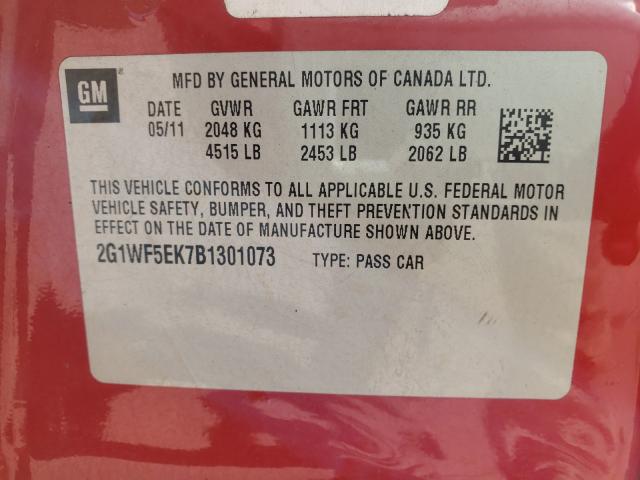 GM
MFD BY GENERAL MOTORS OF CANADA LTD.
DATE GVWR GAWR FRT GAWR RR
05/11 2048 KG 1113 KG 935 KG
4515 LB 2453 LB 2062 LB
THIS VEHICLE CONFORMS TO ALL APPLICABLE U.S. FEDERAL MOTOR
VEHICLE SAFETY, BUMPER, AND THEFT PREVENTION STANDARDS IN
EFFECT ON THE DATE OF MANUFACTURE SHOWN ABOVE.
2G1WF5EK7B1301073 TYPE: PASS CAR